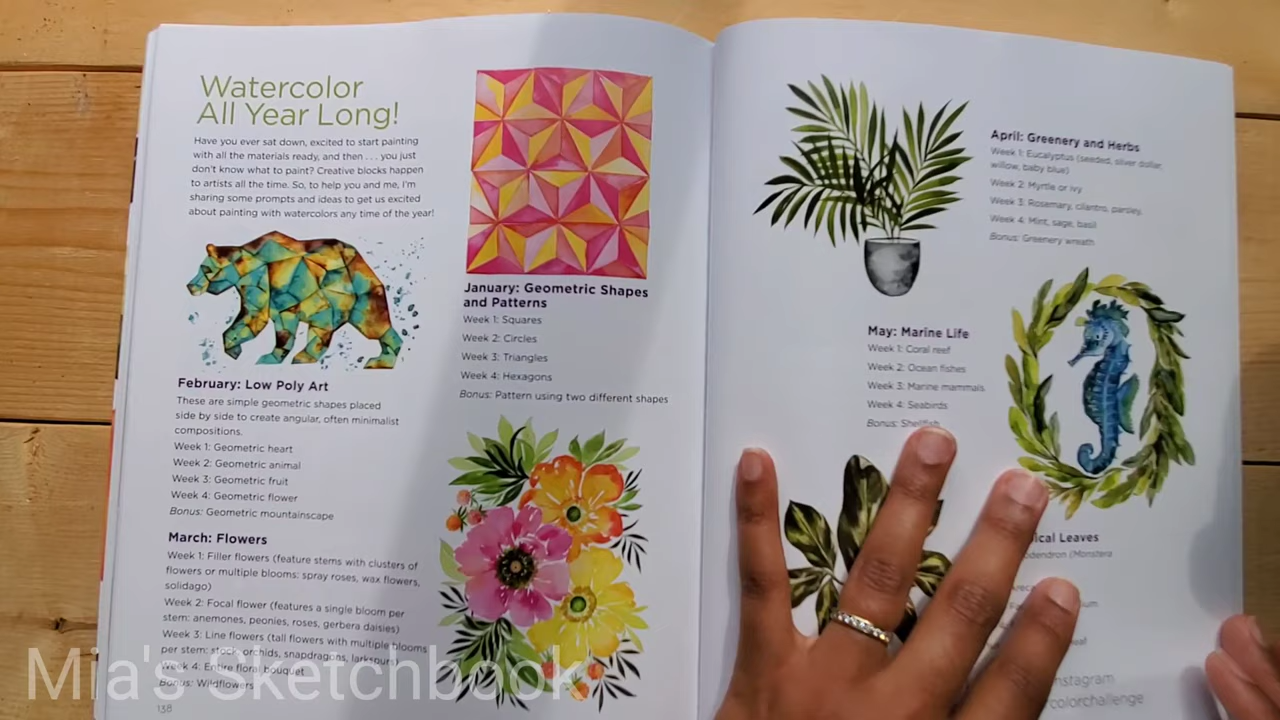 Watercolor
All Year Long!
Have you ever sat down, excited to start painting
with all the materials ready, and then . . . you just
don't know what to paint? Creative blocks happen
to artists all the time. So, to help you and me, I'm
sharing some prompts and ideas to get us excited
about painting with watercolors any time of the year!
January: Geometric Shapes
and Patterns
Week 1: Squares
Week 2: Circles
Week 3: Triangles
Week 4: Hexagons
Bonus: Pattern using two different shapes
February: Low Poly Art
These are simple geometric shapes placed
side by side to create angular, often minimalist
compositions.
Week 1: Geometric heart
Week 2: Geometric animal
Week 3: Geometric fruit
Week 4: Geometric flower
Bonus: Geometric mountainscape
March: Flowers
Week 1: Filler flowers (feature stems with clusters of
flowers or multiple blooms: spray roses, wax flowers,
solidago)
Week 2: Focal flower (features a single bloom per
stem: anemones, peonies, roses, gerbera daisies)
Week 3: Line flowers (tall flowers with multiple blooms
per stem: stock, orchids, snapdragons, larkspurs)
Week 4: Entire floral bouquet
Bonus: Wildflowers
138
April: Greenery and Herbs
Week 1: Eucalyptus (seeded, silver dollar,
willow, baby blue)
Week 2: Myrtle or ivy
Week 3: Rosemary, cilantro, parsley,
Week 4: Mint, sage, basil
Bonus: Greenery wreath
May: Marine Life
Week 1: Coral reef
Week 2: Ocean fishes
Week 3: Marine mammals
Week 4: Seabirds
Bonus: Shellfish
ical Leaves
odendron (Monstera
nstagram
colorchallenge
Mia's Sketchbook